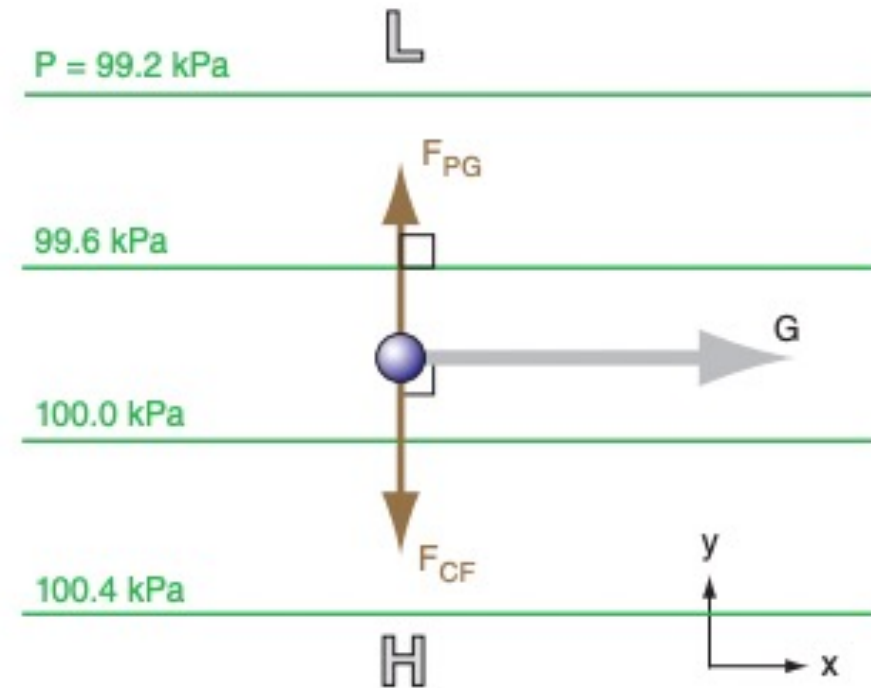 L
P = 99.2 kPa
F_PG
99.6 kPa
G
100.0 kPa
F_CF
y
100.4 kPa
H
x